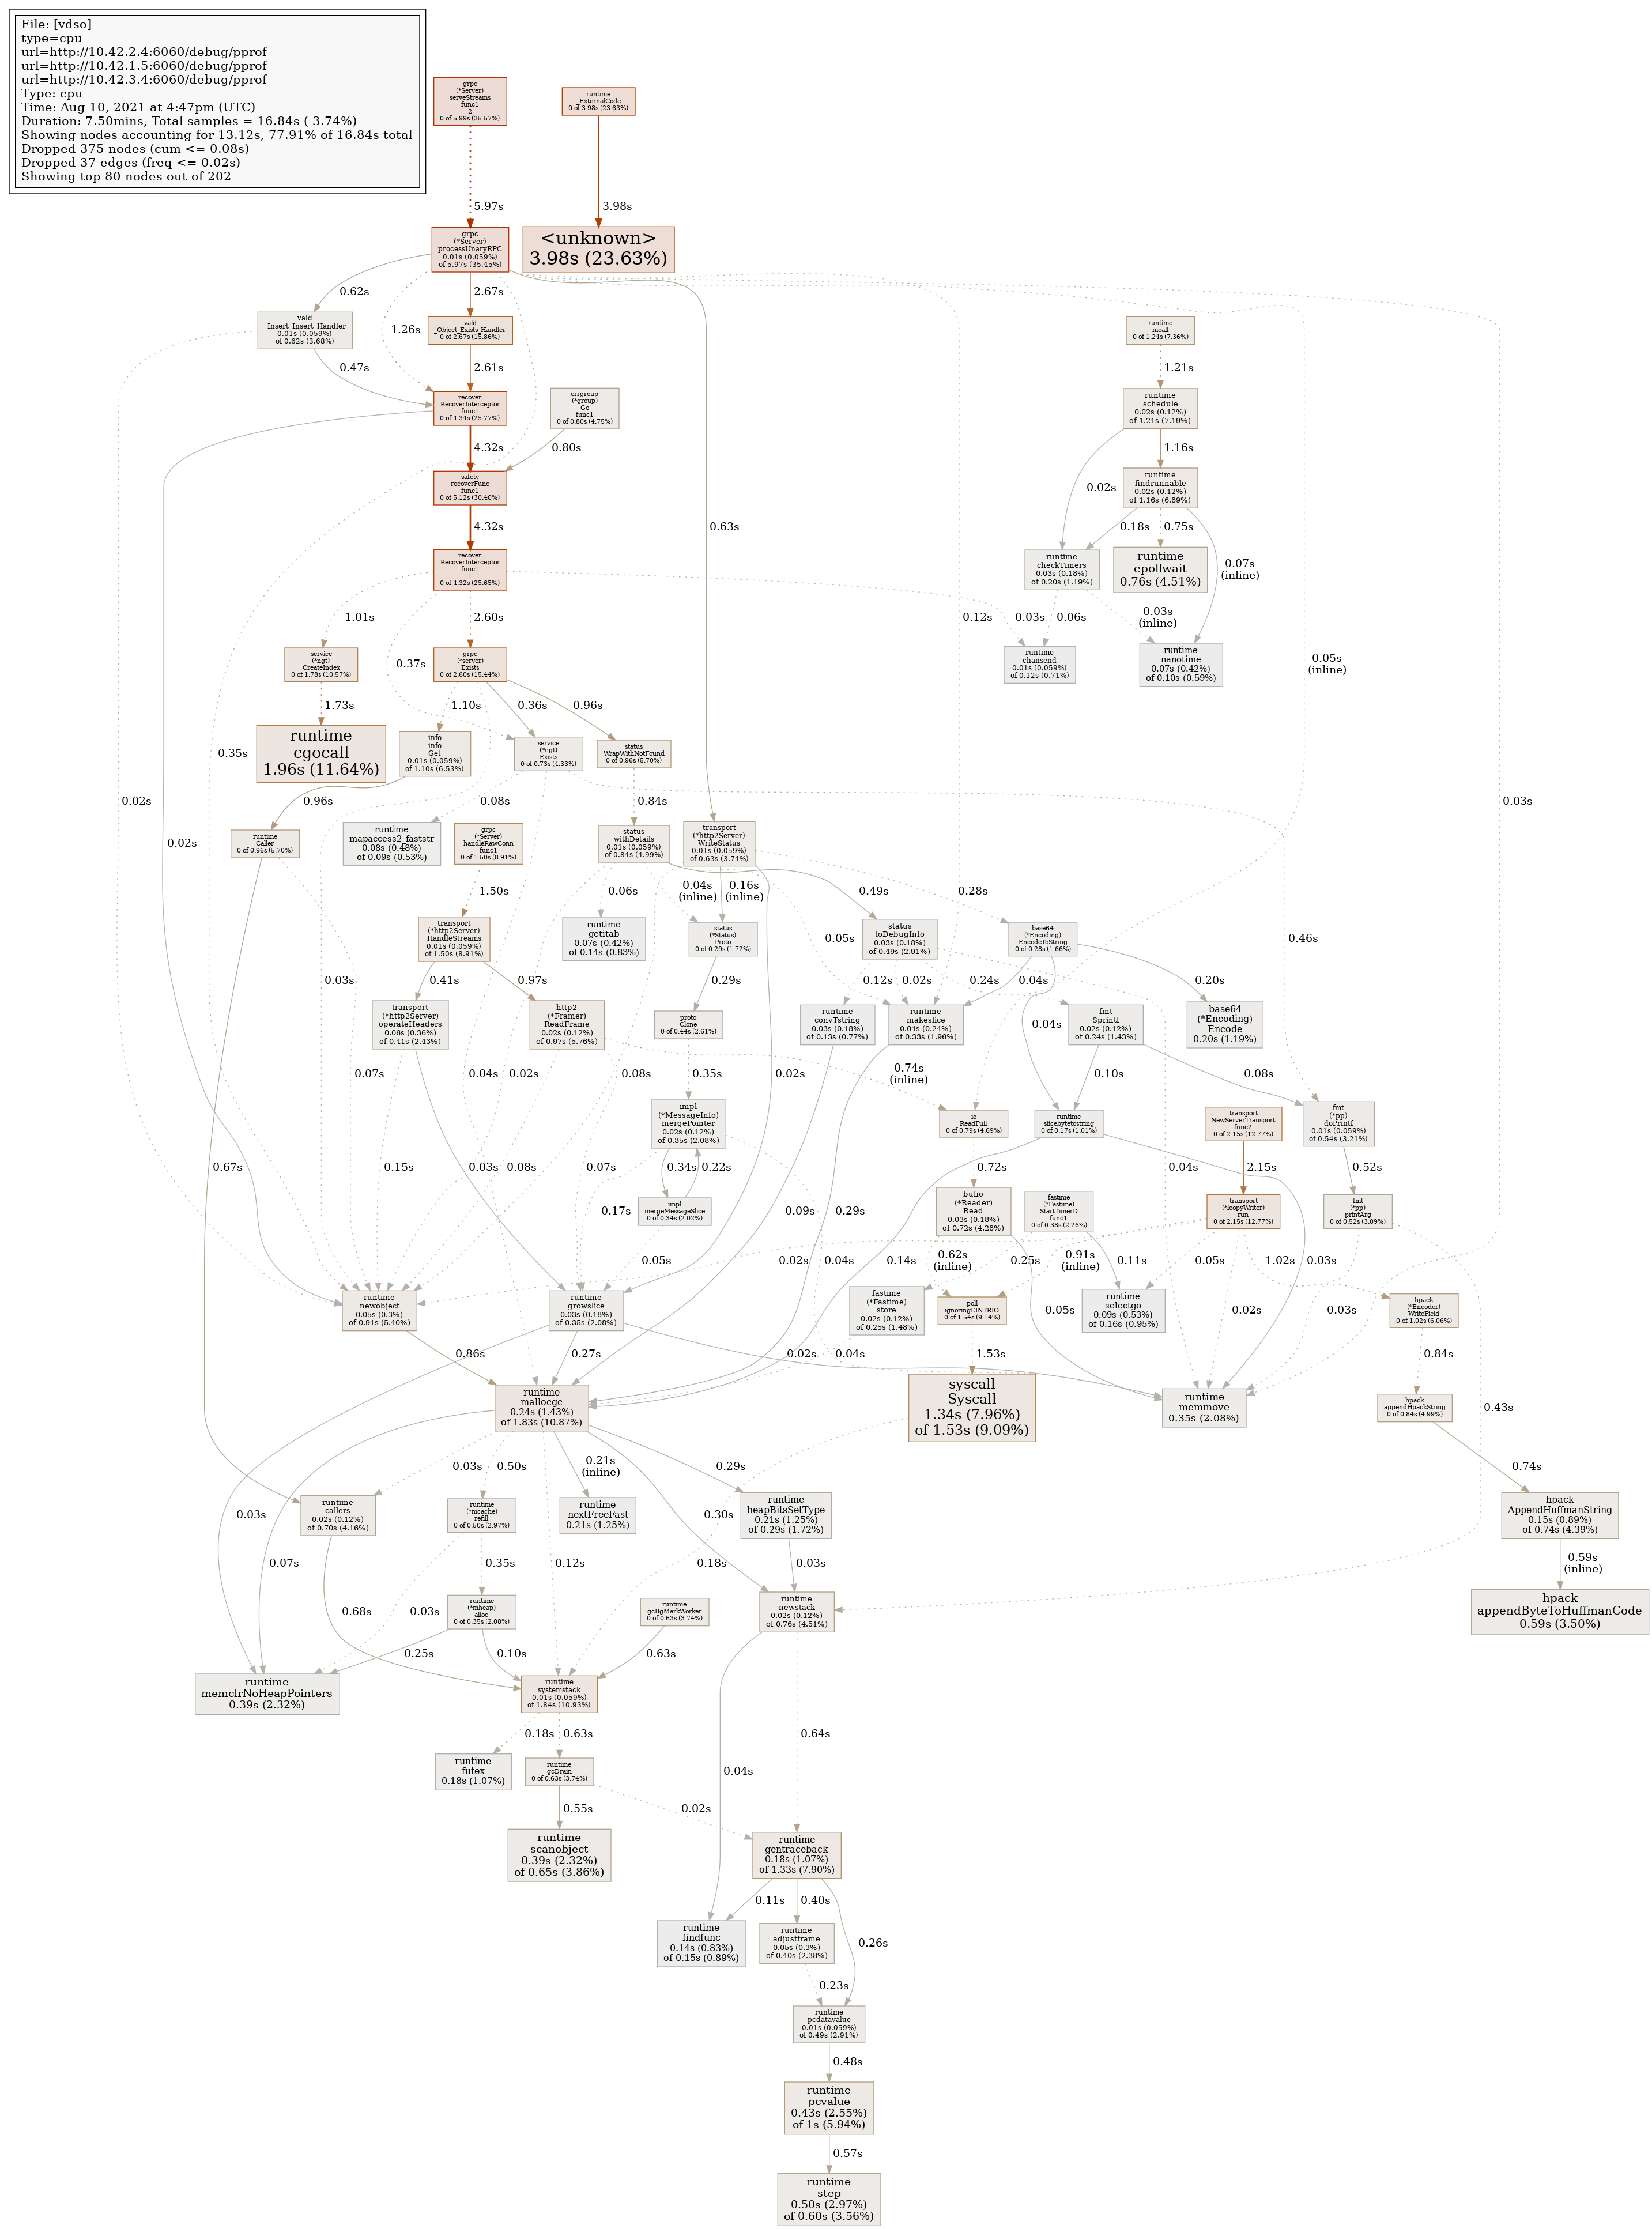 File: [vdso]
type=cpu
url=http://10.42.2.4:6060/debug/pprof
url=http://10.42.1.5:6060/debug/pprof
url=http://10.42.3.4:6060/debug/pprof
Type: cpu
Time: Aug 10, 2021 at 4:47pm (UTC)
Duration: 7.50mins, Total samples = 16.84s ( 3.74%)
Showing nodes accounting for 13.12s, 77.91% of 16.84s total
Dropped 375 nodes (cum <= 0.08s)
Dropped 37 edges (freq <= 0.02s)
Showing top 80 nodes out of 202
grpc
(*Server)
serveStreams
func1
2
0 of 5.99s (35.57%)
runtime
_ExternalCode
0 of 3.98s (23.63%)
5.97s
3.98s
grpc
(*Server)
processUnaryRPC
0.01s (0.059%)
of 5.97s (35.45%)
<unknown>
3.98s (23.63%)
0.62s
1.26s
2.67s
vald
_Insert_Insert_Handler
0.01s (0.059%)
of 0.62s (3.68%)
vald
_Object_Exists_Handler
0 of 2.67s (15.86%)
runtime
mcall
0 of 1.24s (7.36%)
0.47s
2.61s
1.21s
recover
RecoverInterceptor
func1
0 of 4.34s (25.77%)
errgroup
(*group)
Go
func1
0 of 0.80s (4.75%)
runtime
schedule
0.02s (0.12%)
of 1.21s (7.19%)
4.32s
0.80s
1.16s
0.02s
safety
recoverFunc
func1
0 of 5.12s (30.40%)
runtime
findrunnable
0.02s (0.12%)
of 1.16s (6.89%)
4.32s
0.63s
0.18s
0.75s
0.07s
(inline)
recover
RecoverInterceptor
func1
1
0 of 4.32s (25.65%)
runtime
checkTimers
0.03s (0.18%)
of 0.20s (1.19%)
runtime
epollwait
0.76s (4.51%)
1.01s
0.37s
2.60s
0.12s
0.03s
0.06s
0.03s
(inline)
0.05s
(inline)
service
(*ngt)
CreateIndex
0 of 1.78s (10.57%)
grpc
(*server)
Exists
0 of 2.60s (15.44%)
runtime
chansend
0.01s (0.059%)
of 0.12s (0.71%)
runtime
nanotime
0.07s (0.42%)
of 0.10s (0.59%)
1.73s
1.10s
0.36s
0.96s
0.35s
0.02s
0.03s
runtime
cgocall
1.96s (11.64%)
info
info
Get
0.01s (0.059%)
of 1.10s (6.53%)
service
(*ngt)
Exists
0 of 0.73s (4.33%)
status
WrapWithNotFound
0 of 0.96s (5.70%)
0.96s
0.08s
0.84s
0.02s
runtime
Caller
0 of 0.96s (5.70%)
runtime
mapaccess2_faststr
0.08s (0.48%)
of 0.09s (0.53%)
grpc
(*Server)
handleRawConn
func1
0 of 1.50s (8.91%)
status
withDetails
0.01s (0.059%)
of 0.84s (4.99%)
transport
(*http2Server)
WriteStatus
0.01s (0.059%)
of 0.63s (3.74%)
1.50s
0.06s
0.04s
(inline)
0.16s
(inline)
0.49s
0.28s
0.05s
0.46s
transport
(*http2Server)
HandleStreams
0.01s (0.059%)
of 1.50s (8.91%)
runtime
getitab
0.07s (0.42%)
of 0.14s (0.83%)
status
(*Status)
Proto
0 of 0.29s (1.72%)
status
toDebugInfo
0.03s (0.18%)
of 0.49s (2.91%)
base64
(*Encoding)
EncodeToString
0 of 0.28s (1.66%)
0.03s
0.41s
0.97s
0.29s
0.12s
0.02s
0.24s
0.04s
0.20s
transport
(*http2Server)
operateHeaders
0.06s (0.36%)
of 0.41s (2.43%)
http2
(*Framer)
ReadFrame
0.02s (0.12%)
of 0.97s (5.76%)
proto
Clone
0 of 0.44s (2.61%)
runtime
convTstring
0.03s (0.18%)
of 0.13s (0.77%)
runtime
makeslice
0.04s (0.24%)
of 0.33s (1.96%)
fmt
Sprintf
0.02s (0.12%)
of 0.24s (1.43%)
base64
(*Encoding)
Encode
0.20s (1.19%)
0.07s
0.04s
0.02s
0.08s
0.35s
0.02s
0.74s
(inline)
0.04s
0.10s
0.08s
impl
(*MessageInfo)
mergePointer
0.02s (0.12%)
of 0.35s (2.08%)
io
ReadFull
0 of 0.79s (4.69%)
runtime
slicebytetostring
0 of 0.17s (1.01%)
transport
NewServerTransport
func2
0 of 2.15s (12.77%)
fmt
(*pp)
doPrintf
0.01s (0.059%)
of 0.54s (3.21%)
0.67s
0.15s
0.03s
0.08s
0.07s
0.34s
0.22s
0.72s
0.04s
2.15s
0.52s
impl
mergeMessageSlice
0 of 0.34s (2.02%)
bufio
(*Reader)
Read
0.03s (0.18%)
of 0.72s (4.28%)
fastime
(*Fastime)
StartTimerD
func1
0 of 0.38s (2.26%)
transport
(*loopyWriter)
run
0 of 2.15s (12.77%)
fmt
(*pp)
printArg
0 of 0.52s (3.09%)
0.17s
0.09s
0.29s
0.05s
0.02s
0.04s
0.14s
0.62s
(inline)
0.25s
0.91s
(inline)
0.11s
0.05s
1.02s
0.03s
runtime
newobject
0.05s (0.3%)
of 0.91s (5.40%)
runtime
growslice
0.03s (0.18%)
of 0.35s (2.08%)
fastime
(*Fastime)
store
0.02s (0.12%)
of 0.25s (1.48%)
poll
ignoringEINTRIO
0 of 1.54s (9.14%)
runtime
selectgo
0.09s (0.53%)
of 0.16s (0.95%)
hpack
(*Encoder)
WriteField
0 of 1.02s (6.06%)
0.05s
0.02s
0.03s
0.86s
0.27s
0.02s
0.04s
1.53s
0.84s
runtime
mallocgc
0.24s (1.43%)
of 1.83s (10.87%)
syscall
Syscall
1.34s (7.96%)
of 1.53s (9.09%)
runtime
memmove
0.35s (2.08%)
hpack
appendHpackString
0 of 0.84s (4.99%)
0.43s
0.03s
0.50s
0.21s
(inline)
0.29s
0.74s
runtime
callers
0.02s (0.12%)
of 0.70s (4.16%)
runtime
(*mcache)
refill
0 of 0.50s (2.97%)
runtime
nextFreeFast
0.21s (1.25%)
runtime
heapBitsSetType
0.21s (1.25%)
of 0.29s (1.72%)
hpack
AppendHuffmanString
0.15s (0.89%)
of 0.74s (4.39%)
0.03s
0.30s
0.07s
0.35s
0.12s
0.18s
0.03s
0.59s
(inline)
runtime
(*mheap)
alloc
0 of 0.35s (2.08%)
runtime
gcBgMarkWorker
0 of 0.63s (3.74%)
runtime
newstack
0.02s (0.12%)
of 0.76s (4.51%)
hpack
appendByteToHuffmanCode
0.59s (3.50%)
0.68s
0.03s
0.25s
0.10s
0.63s
runtime
memclrNoHeapPointers
0.39s (2.32%)
runtime
systemstack
0.01s (0.059%)
of 1.84s (10.93%)
0.18s
0.63s
0.64s
runtime
futex
0.18s (1.07%)
runtime
gcDrain
0 of 0.63s (3.74%)
0.04s
0.55s
0.02s
runtime
scanobject
0.39s (2.32%)
of 0.65s (3.86%)
runtime
gentraceback
0.18s (1.07%)
of 1.33s (7.90%)
0.11s
0.40s
0.26s
runtime
findfunc
0.14s (0.83%)
of 0.15s (0.89%)
runtime
adjustframe
0.05s (0.3%)
of 0.40s (2.38%)
0.23s
runtime
pcdatavalue
0.01s (0.059%)
of 0.49s (2.91%)
0.48s
runtime
pcvalue
0.43s (2.55%)
of 1s (5.94%)
0.57s
runtime
step
0.50s (2.97%)
of 0.60s (3.56%)